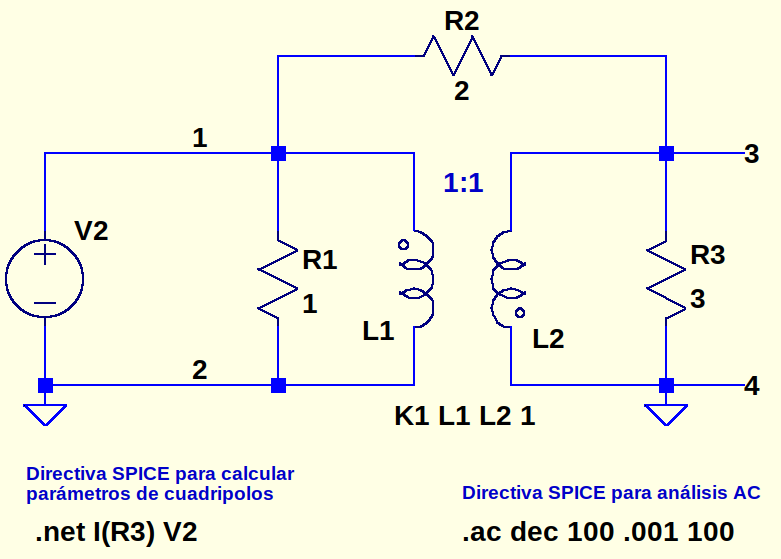 R2
2
1
3
1:1
V2
R1
R3
1
3
L1
L2
2
4
K1 L1 L2 1
Directiva SPICE para calcular
parámetros de cuadripolos
Directiva SPICE para análisis AC
.net I(R3) V2
.ac dec 100 .001 100